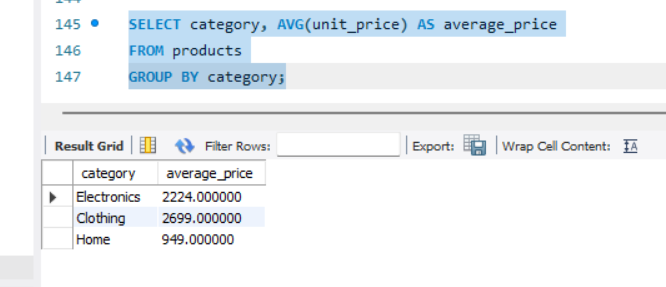 145 SELECT category, AVG(unit_price) AS average_price
146 FROM products
147 GROUP BY category;
Result Grid Filter Rows: Export: Wrap Cell Content: IA
category average_price
Electronics 2224.000000
Clothing 2699.000000
Home 949.000000